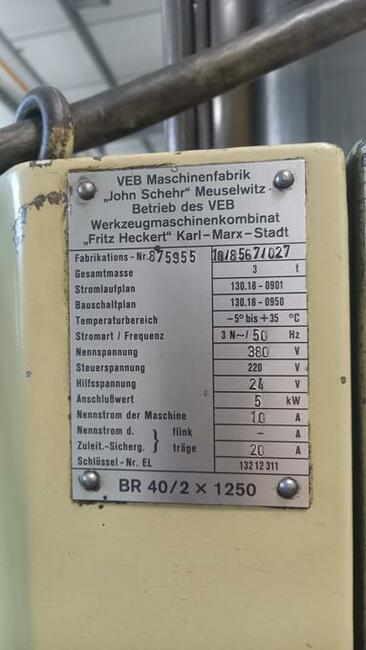 VEB Maschinenfabrik
„John Schehr" Meuselwitz
Betrieb des VEB
Werkzeugmaschinenkombinat
„Fritz Heckert" Karl-Marx-Stadt
Fabrikations-Nr. 875955 10/8567/027
Gesamtmasse 3 t
Stromlaufplan 130.18-0901
Bauschaltplan 130.18-0950
Temperaturbereich -5° bis +35 °C
Stromart / Frequenz 3 N~/ 50 Hz
Nennspannung 380 V
Steuerspannung 220 V
Hilfsspannung 24 V
Anschlußwert 5 kW
Nennstrom der Maschine 10 A
Nennstrom d. } flink - A
Zuleit.-Sicherg. } träge 20 A
Schlüssel-Nr. EL 132 12 311
BR 40/2 x 1250